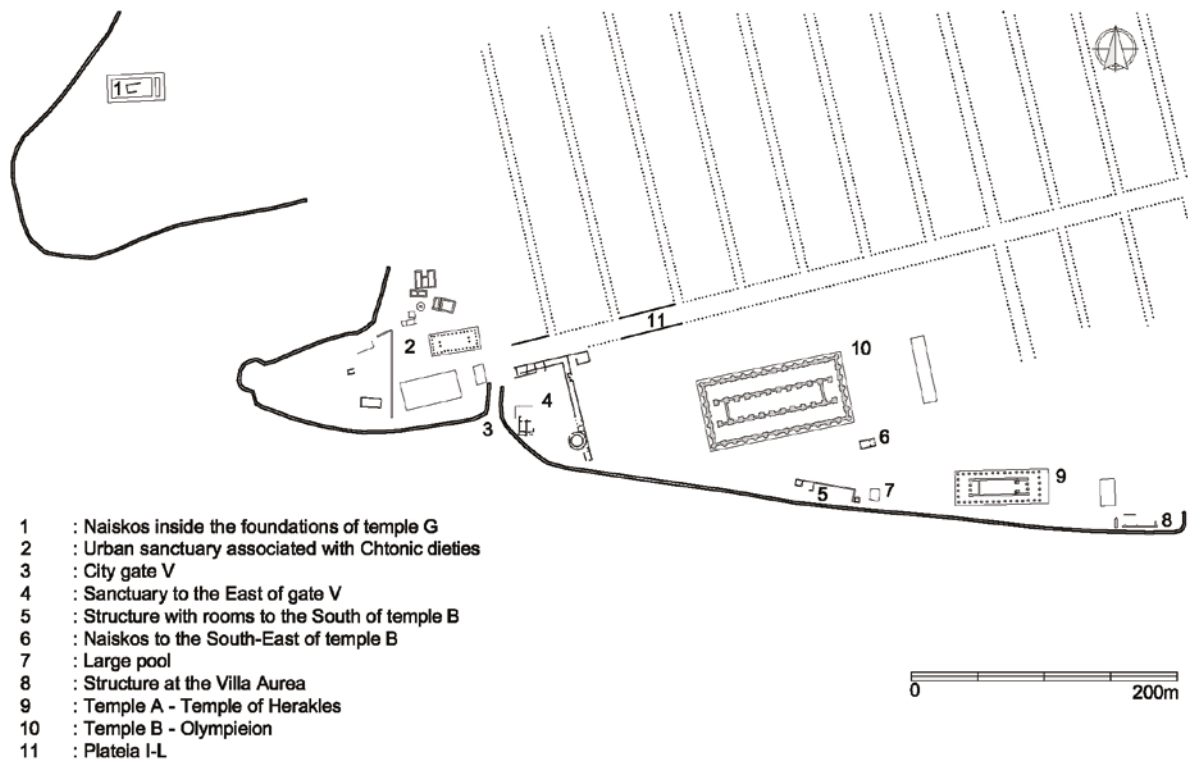 1
11
2
10
4
3
6
9
5
7
8
1 : Naiskos inside the foundations of temple G
2 : Urban sanctuary associated with Chtonic dieties
3 : City gate V
4 : Sanctuary to the East of gate V
5 : Structure with rooms to the South of temple B
6 : Naiskos to the South-East of temple B
7 : Large pool
8 : Structure at the Villa Aurea
9 : Temple A - Temple of Herakles
10 : Temple B - Olympieion
11 : Plateia I-L
0 200m